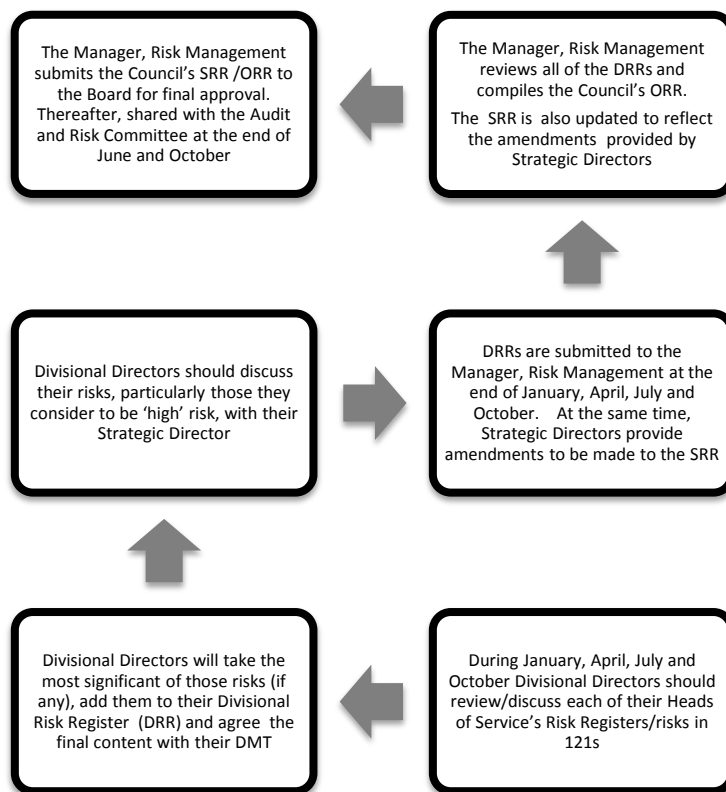 The Manager, Risk Management
submits the Council’s SRR /ORR to
the Board for final approval.
Thereafter, shared with the Audit
and Risk Committee at the end of
June and October
The Manager, Risk Management
reviews all of the DRRs and
compiles the Council’s ORR.
The SRR is also updated to reflect
the amendments provided by
Strategic Directors
Divisional Directors should discuss
their risks, particularly those they
consider to be ‘high’ risk, with their
Strategic Director
DRRs are submitted to the
Manager, Risk Management at the
end of January, April, July and
October. At the same time,
Strategic Directors provide
amendments to be made to the SRR
Divisional Directors will take the
most significant of those risks (if
any), add them to their Divisional
Risk Register (DRR) and agree the
final content with their DMT
During January, April, July and
October Divisional Directors should
review/discuss each of their Heads
of Service’s Risk Registers/risks in
121s